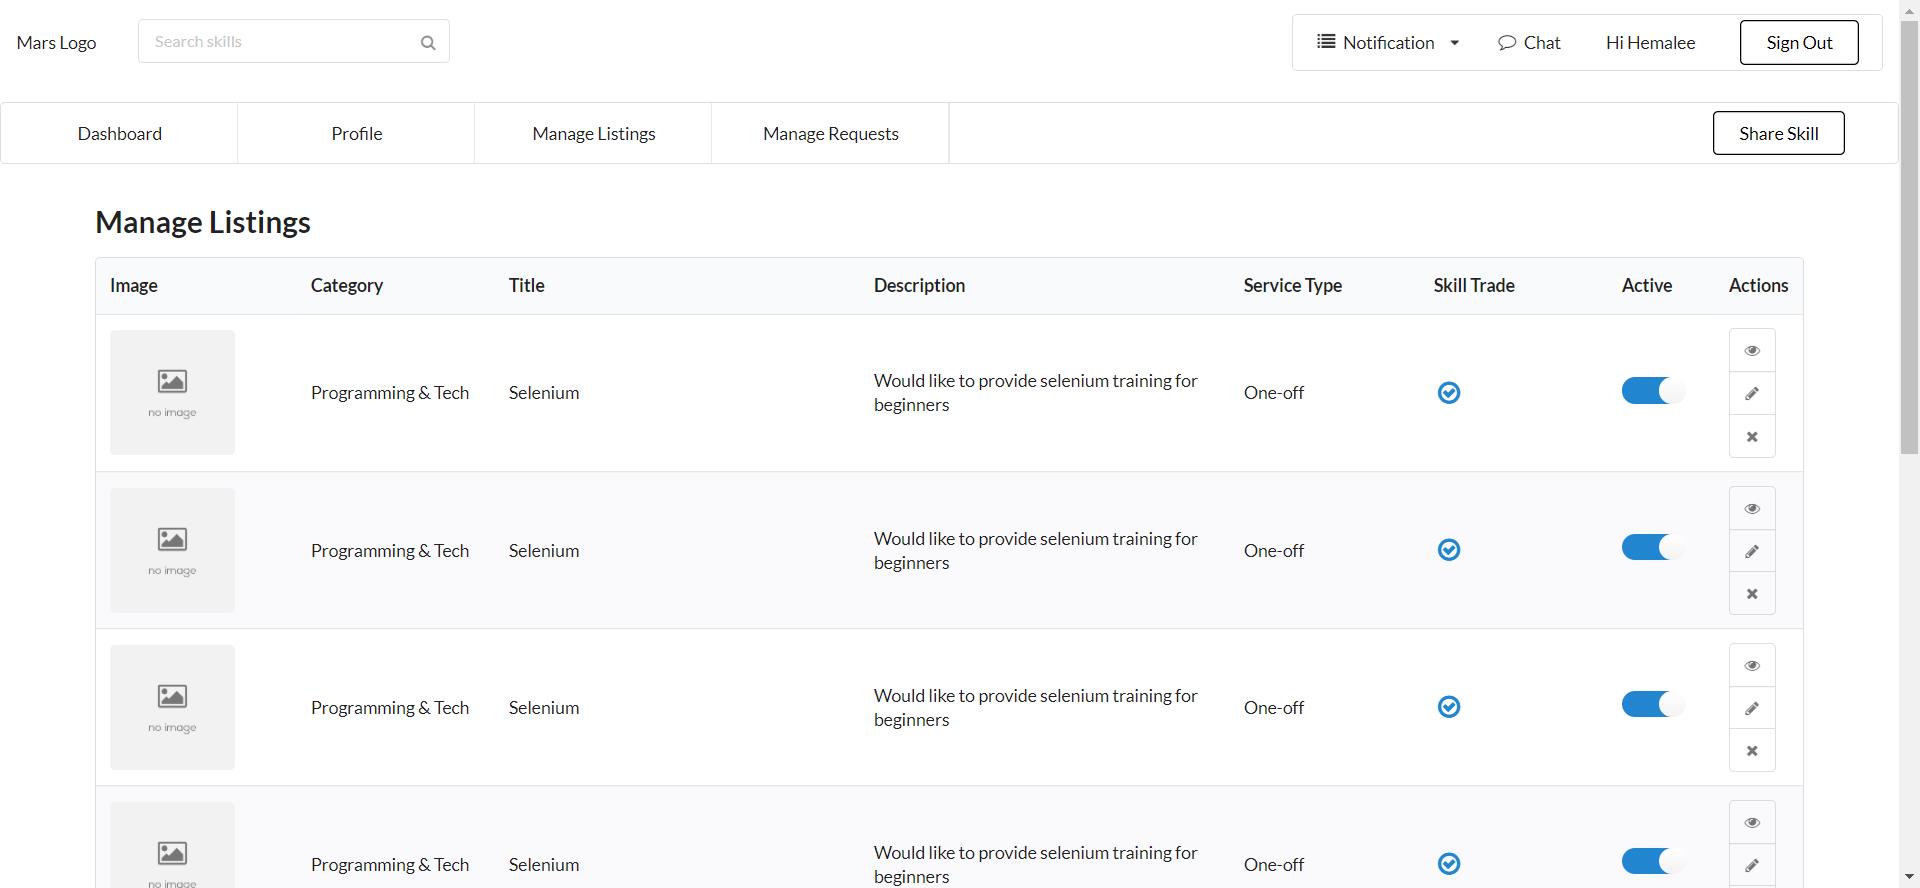 Mars Logo
Search skills
Notification
Chat
Hi Hemalee
Sign Out
Dashboard
Profile
Manage Listings
Manage Requests
Share Skill
Manage Listings
Image Category Title Description Service Type Skill Trade Active Actions
no image
Programming & Tech
Selenium
Would like to provide selenium training for
beginners
One-off
no image
Programming & Tech
Selenium
Would like to provide selenium training for
beginners
One-off
no image
Programming & Tech
Selenium
Would like to provide selenium training for
beginners
One-off
no image
Programming & Tech
Selenium
Would like to provide selenium training for
beginners
One-off